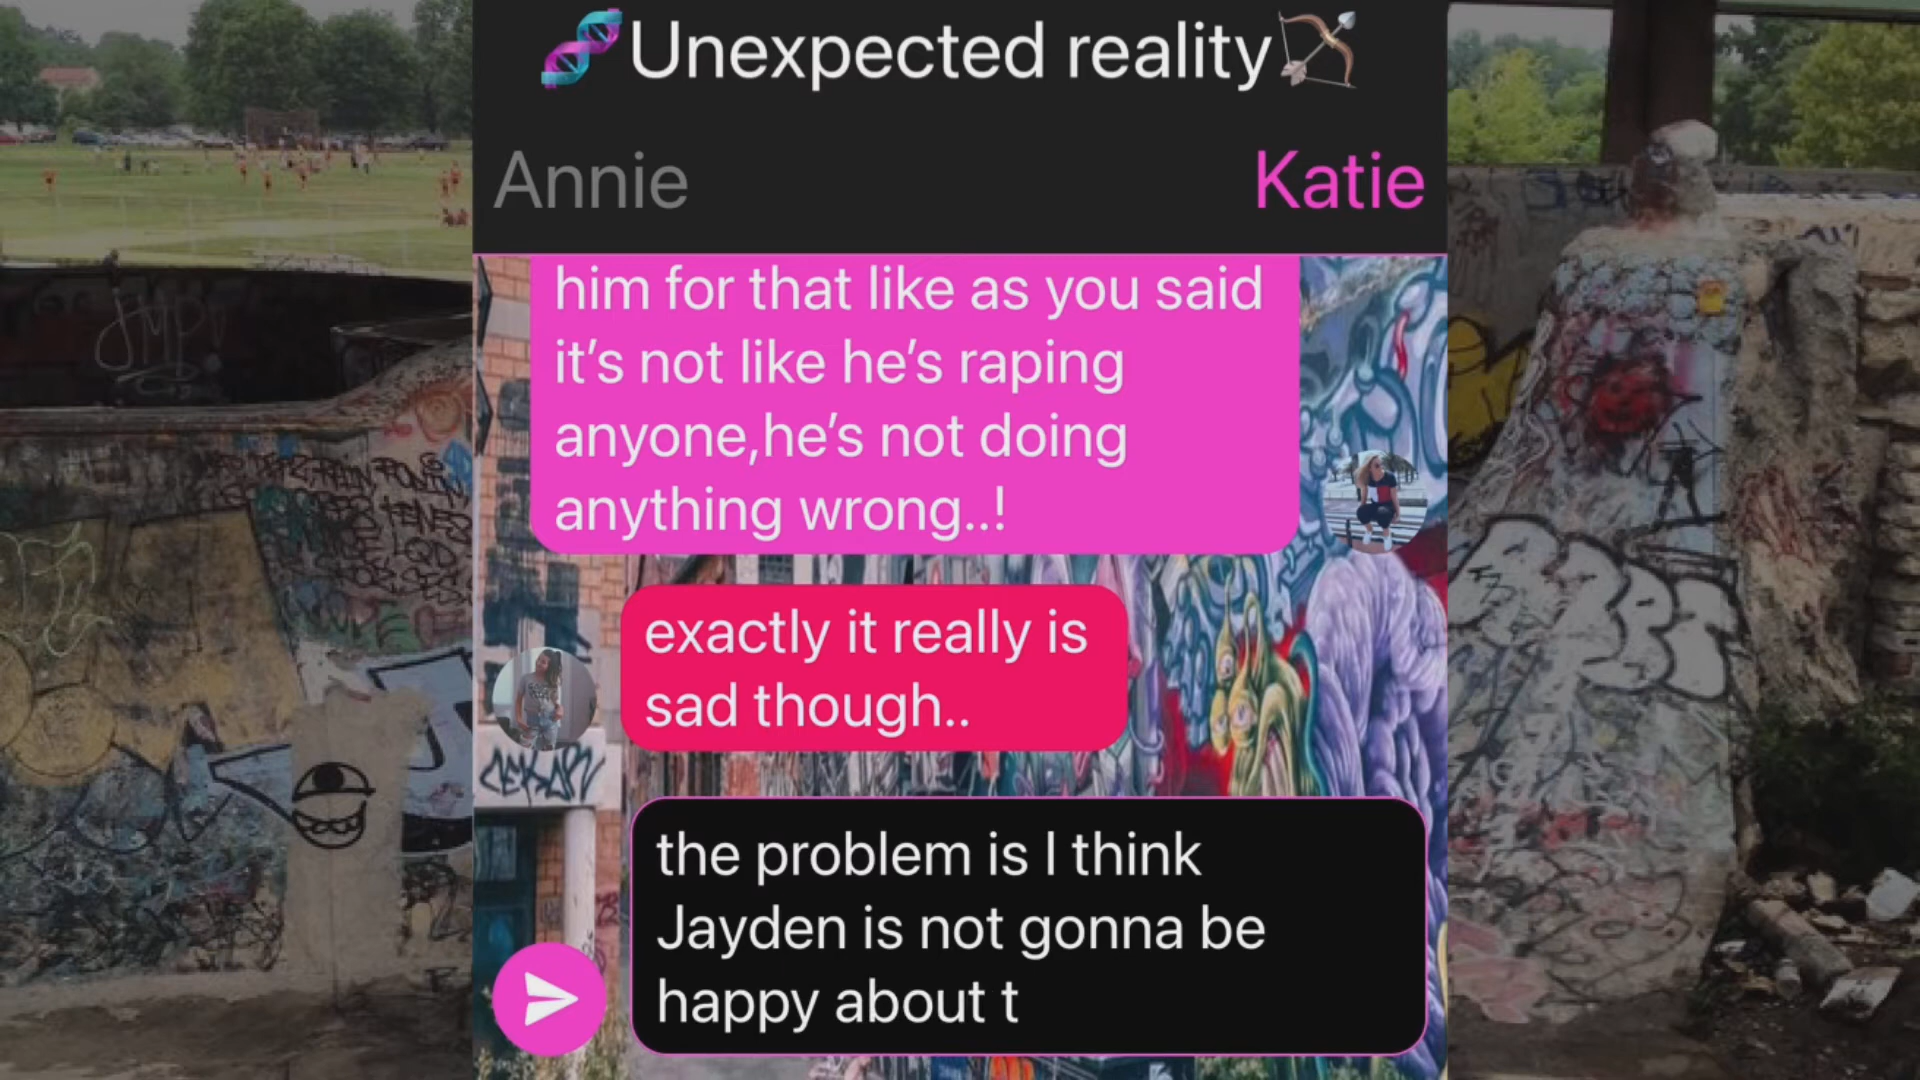 🧬Unexpected reality🏹
Annie
Katie
him for that like as you said
it's not like he's raping
anyone,he's not doing
anything wrong..!
exactly it really is
sad though..
the problem is I think
Jayden is not gonna be
happy about t